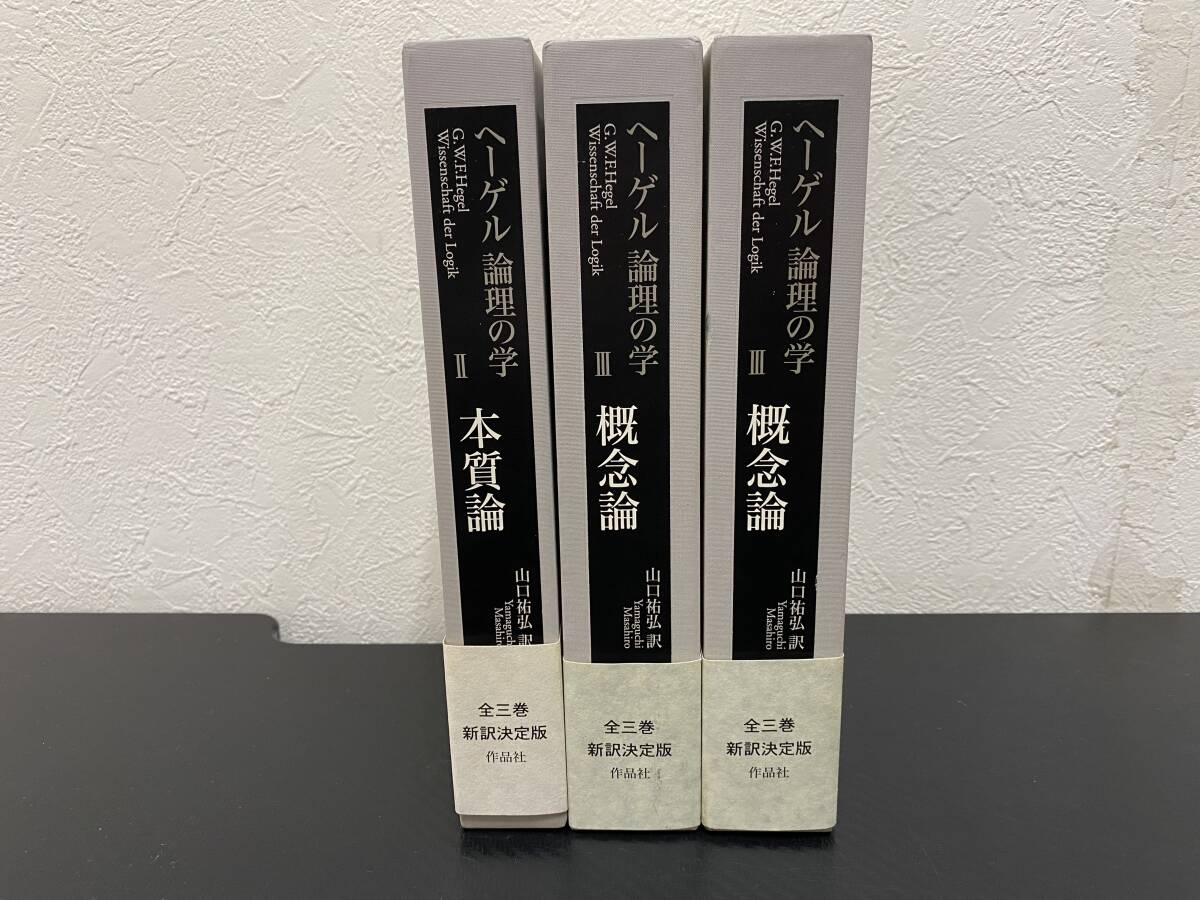 ヘーゲル 論理の学
G.W.F.Hegel
Wissenschaft der Logik
II
本質論
山口祐弘 訳
Yamaguchi
Masahiro
全三巻
新訳決定版
作品社
ヘーゲル 論理の学
G.W.F.Hegel
Wissenschaft der Logik
III
概念論
山口祐弘 訳
Yamaguchi
Masahiro
全三巻
新訳決定版
作品社
ヘーゲル 論理の学
G.W.F.Hegel
Wissenschaft der Logik
III
概念論
山口祐弘 訳
Yamaguchi
Masahiro
全三巻
新訳決定版
作品社